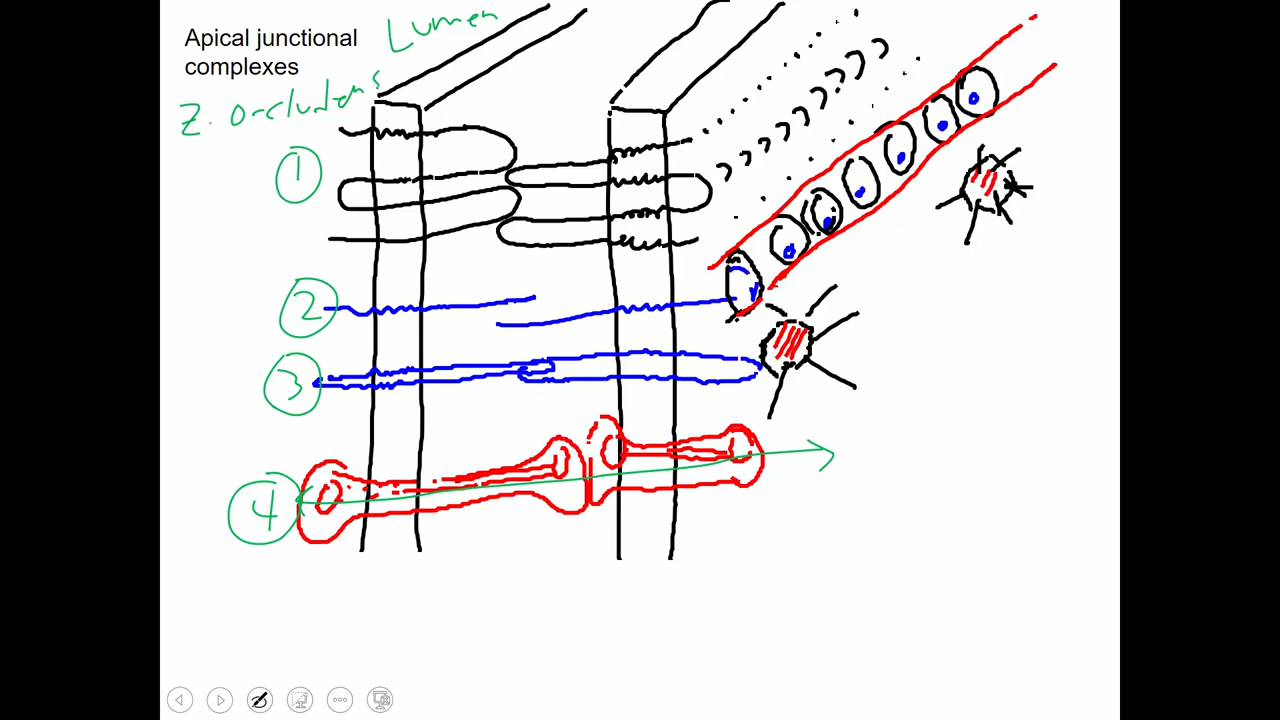 Apical junctional
complexes
Lumen
Z. occludens
1
2
3
4